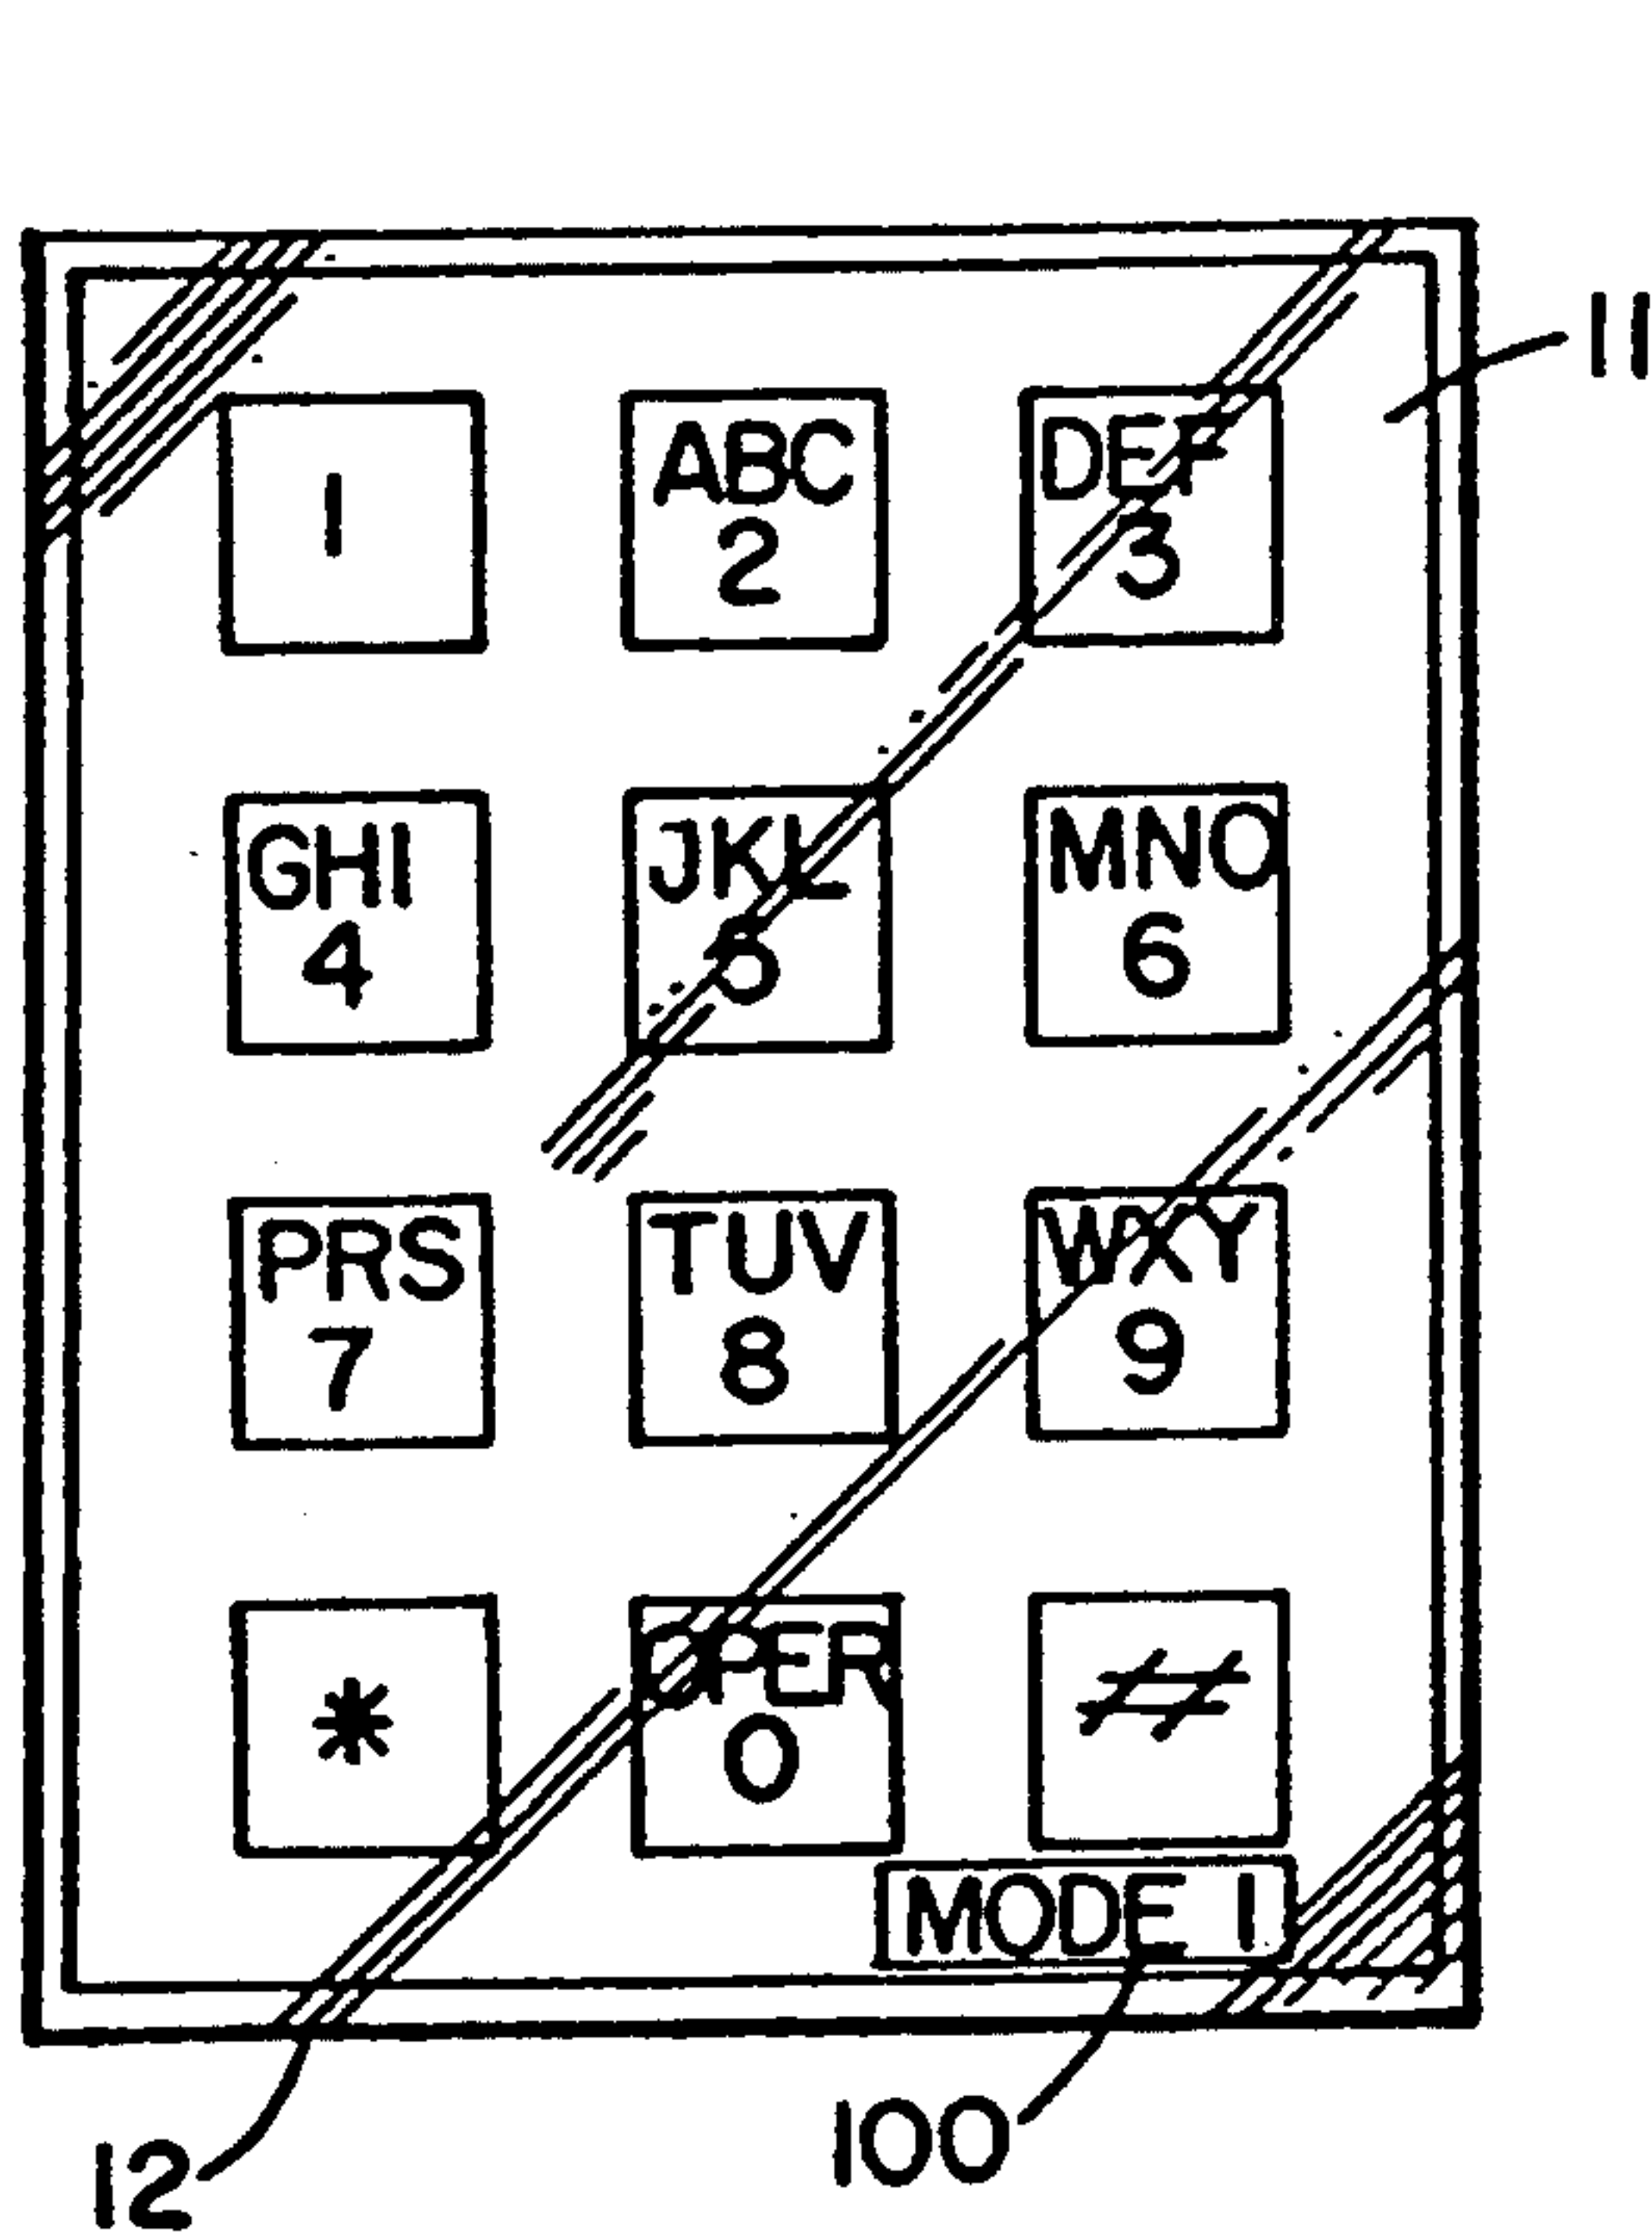 11
1 ABC DEF
2 3
GHI JKL MNO
4 5 6
PRS TUV WXY
7 8 9
* OPER #
0
MODE 1
100
12